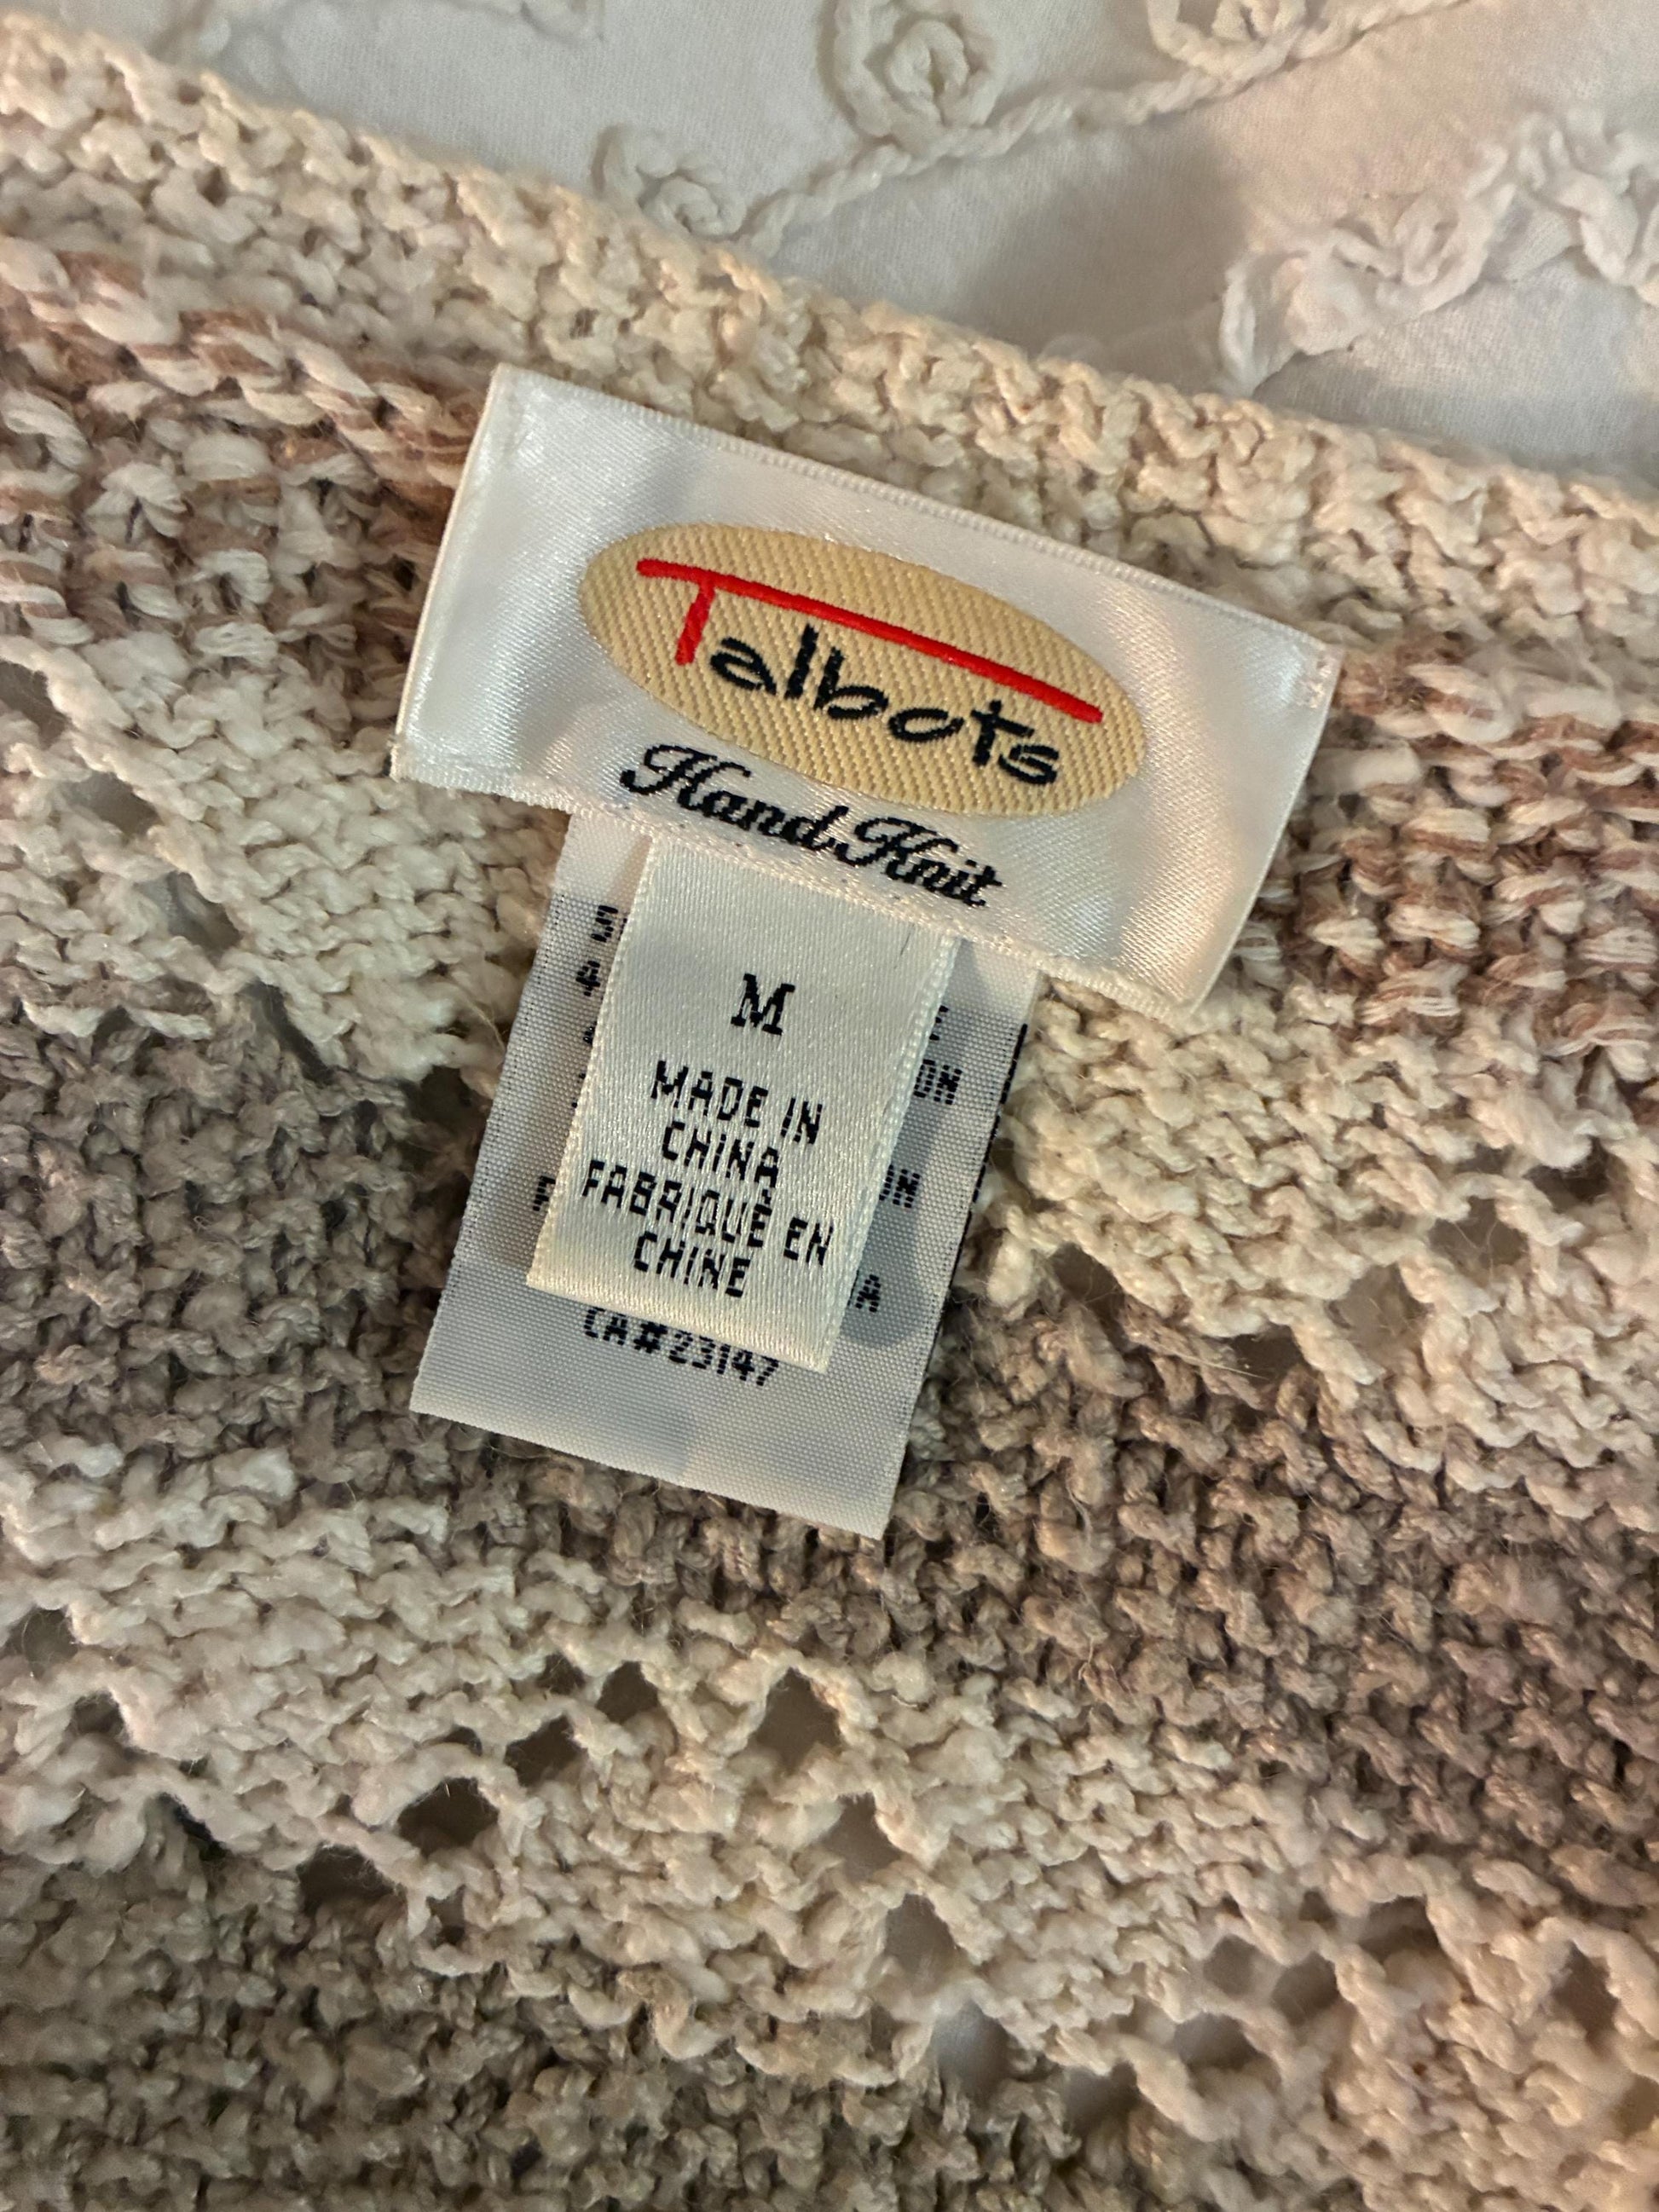 Talbots
Hand Knit
M
MADE IN
CHINA
FABRIQUÉ EN
CHINE
CA#23147